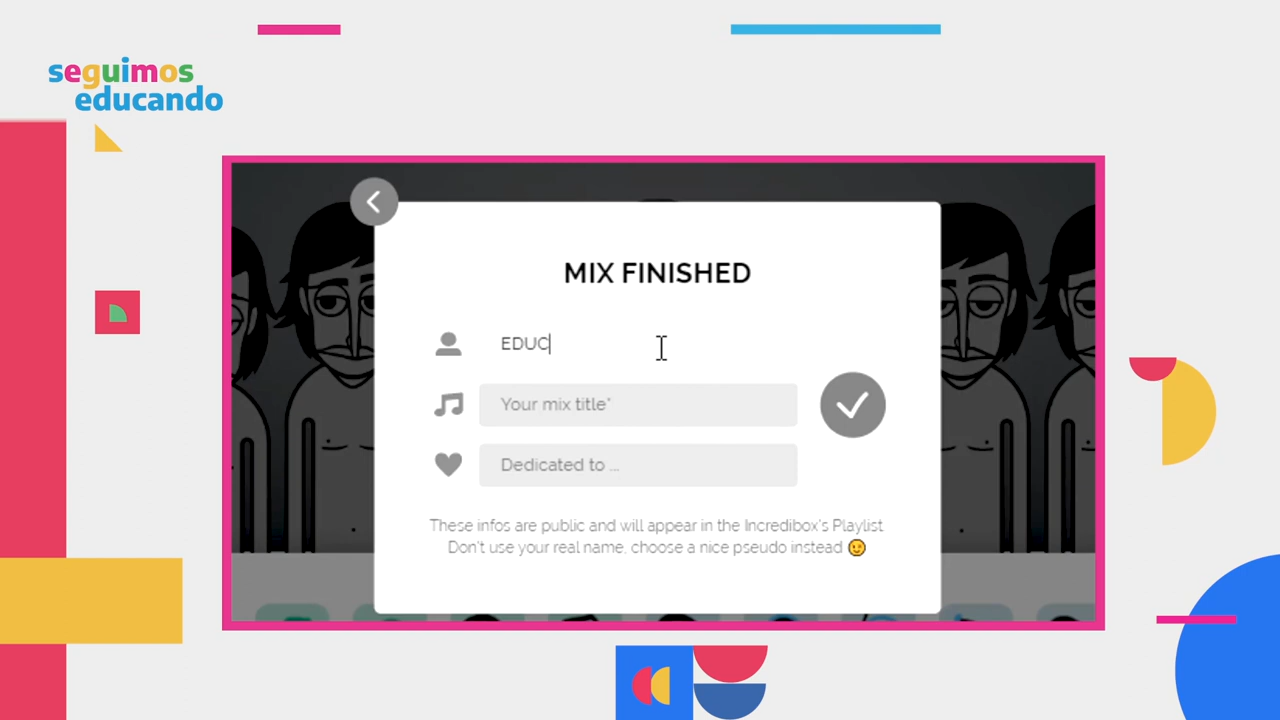 seguimos
educando
MIX FINISHED
EDUC
Your mix title*
Dedicated to ...
These infos are public and will appear in the Incredibox's Playlist
Don't use your real name, choose a nice pseudo instead 😉